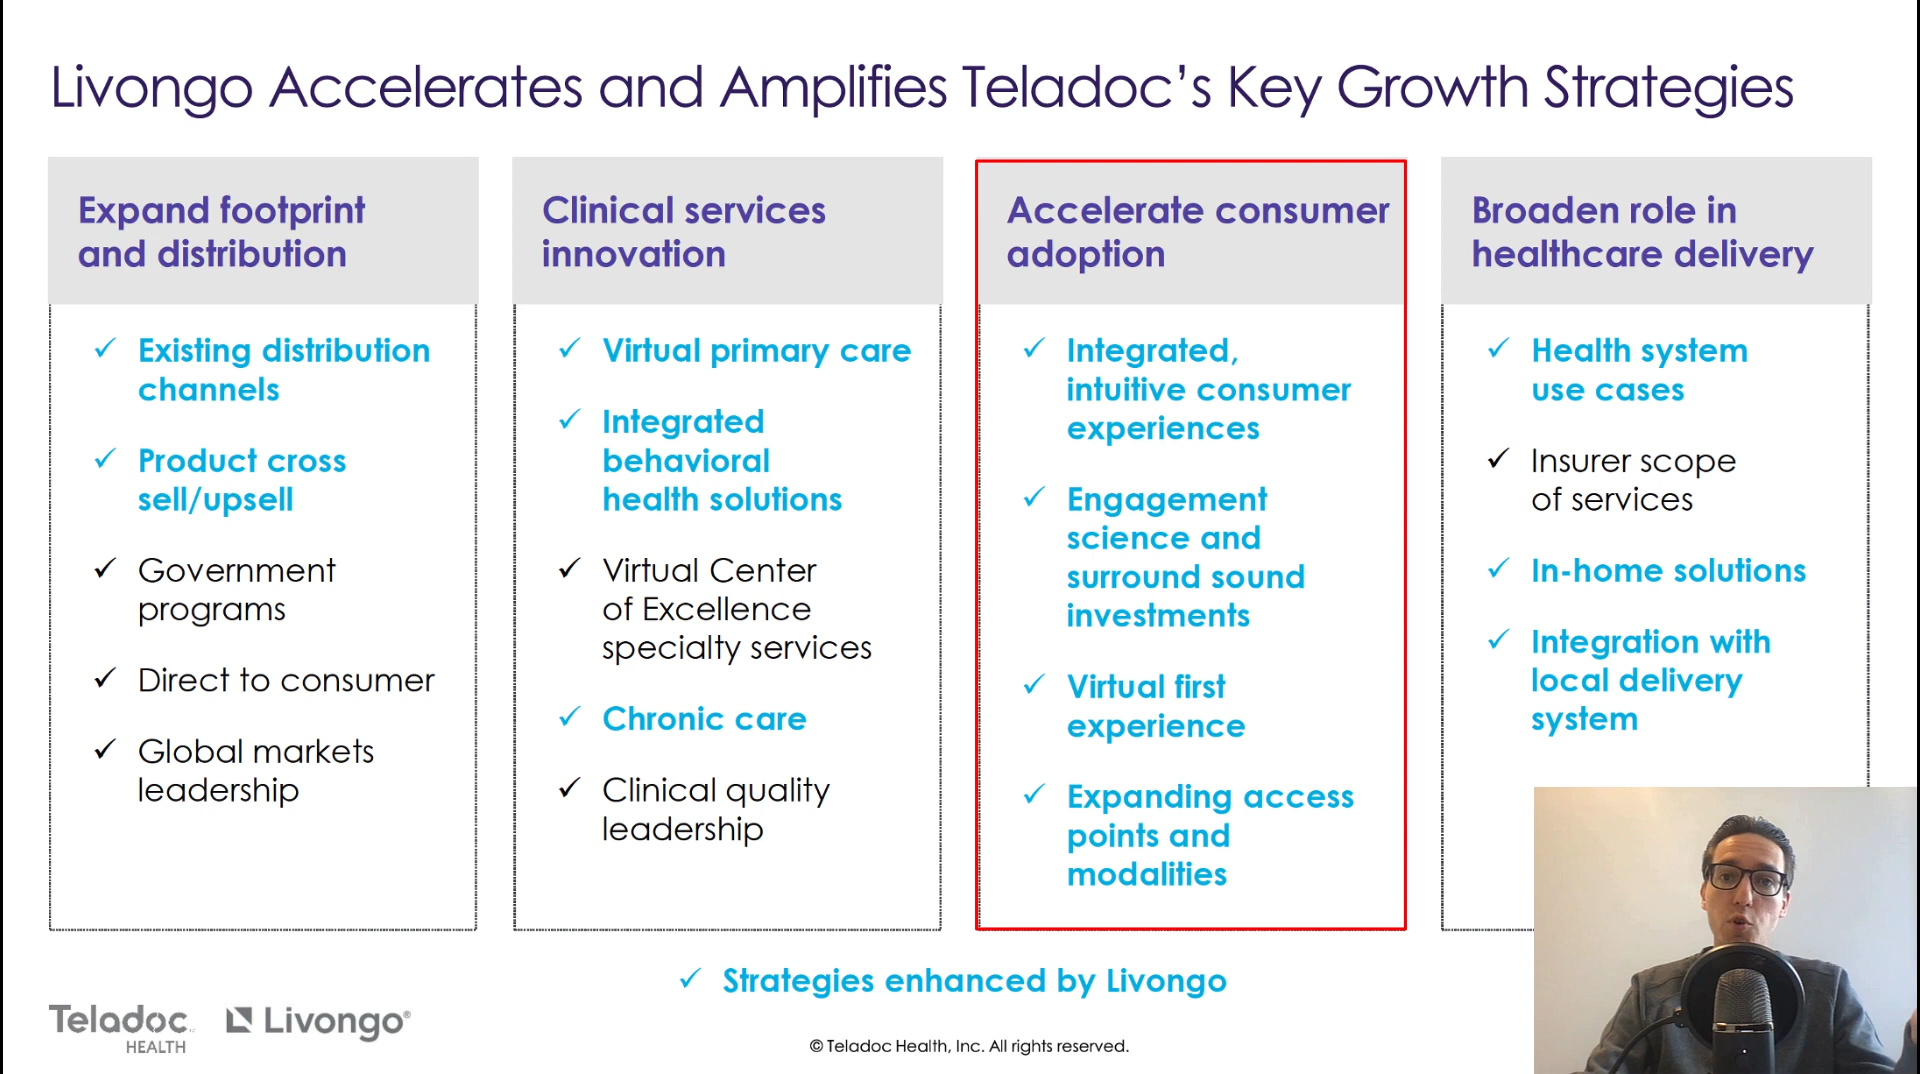 Livongo Accelerates and Amplifies Teladoc's Key Growth Strategies
Expand footprint
and distribution
Existing distribution
channels
Product cross
sell/upsell
Government
programs
Direct to consumer
Global markets
leadership
Clinical services
innovation
Virtual primary care
Integrated
behavioral
health solutions
Virtual Center
of Excellence
specialty services
Chronic care
Clinical quality
leadership
Accelerate consumer
adoption
Integrated,
intuitive consumer
experiences
Engagement
science and
surround sound
investments
Virtual first
experience
Expanding access
points and
modalities
Broaden role in
healthcare delivery
Health system
use cases
Insurer scope
of services
In-home solutions
Integration with
local delivery
system
Strategies enhanced by Livongo
Teladoc
HEALTH
Livongo®
© Teladoc Health, Inc. All rights reserved.